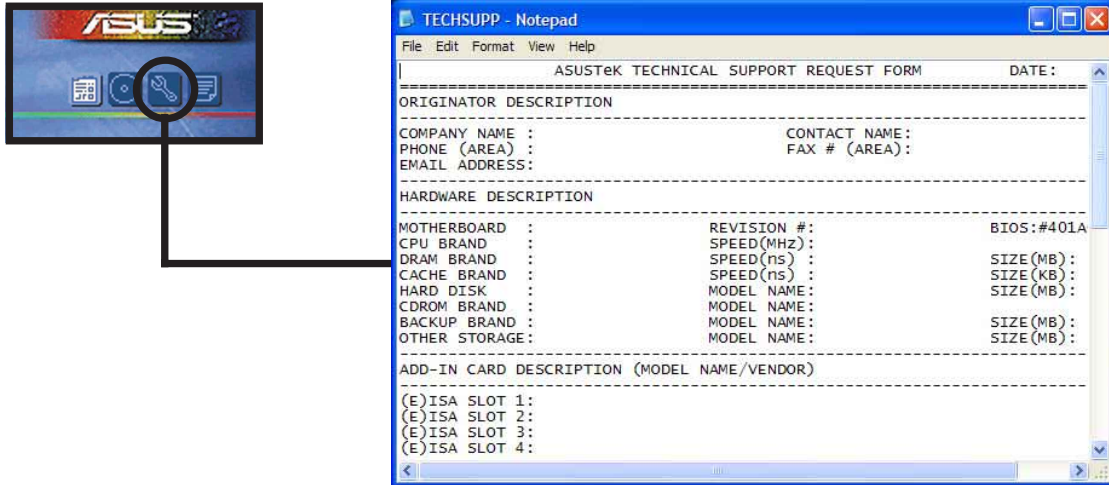 ASUS
TECHSUPP - Notepad
File Edit Format View Help
ASUSTeK TECHNICAL SUPPORT REQUEST FORM DATE:
================================================================================
ORIGINATOR DESCRIPTION
--------------------------------------------------------------------------------
COMPANY NAME : CONTACT NAME:
PHONE (AREA) : FAX # (AREA):
EMAIL ADDRESS:
--------------------------------------------------------------------------------
HARDWARE DESCRIPTION
--------------------------------------------------------------------------------
MOTHERBOARD : REVISION #: BIOS:#401A
CPU BRAND : SPEED(MHz):
DRAM BRAND : SPEED(ns) : SIZE(MB):
CACHE BRAND : SPEED(ns) : SIZE(KB):
HARD DISK : MODEL NAME: SIZE(MB):
CDROM BRAND : MODEL NAME:
BACKUP BRAND : MODEL NAME: SIZE(MB):
OTHER STORAGE: MODEL NAME: SIZE(MB):
--------------------------------------------------------------------------------
ADD-IN CARD DESCRIPTION (MODEL NAME/VENDOR)
--------------------------------------------------------------------------------
(E)ISA SLOT 1:
(E)ISA SLOT 2:
(E)ISA SLOT 3:
(E)ISA SLOT 4: